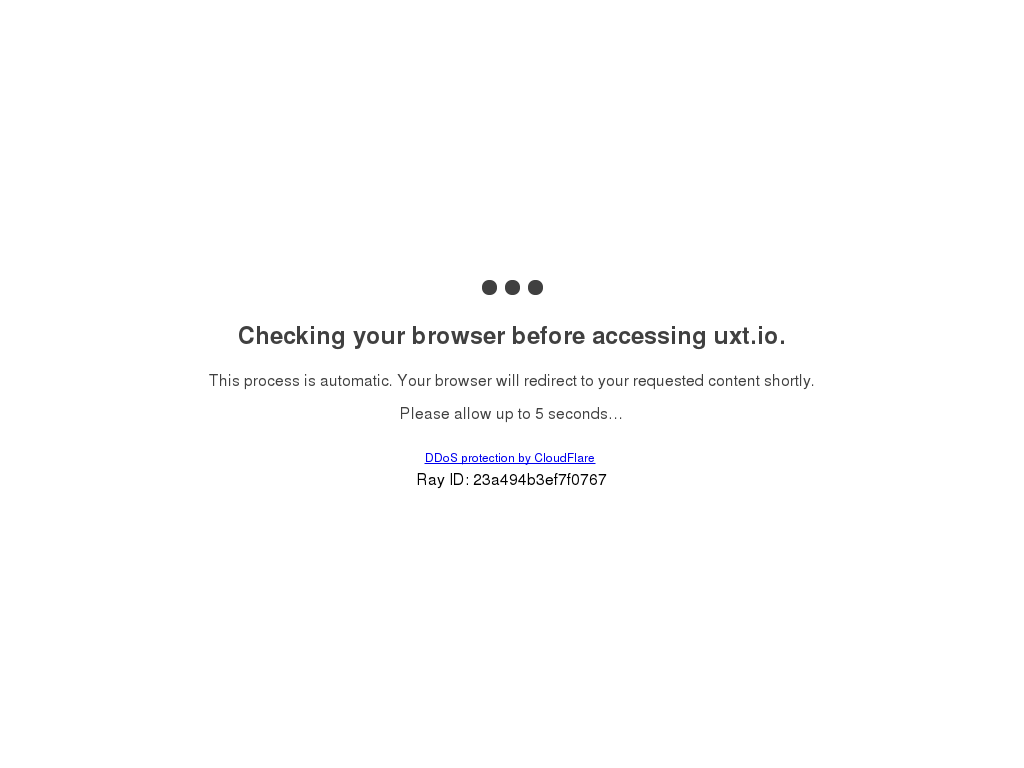 Checking your browser before accessing uxt.io.
This process is automatic. Your browser will redirect to your requested content shortly.
Please allow up to 5 seconds...
DDoS protection by CloudFlare
Ray ID: 23a494b3ef7f0767